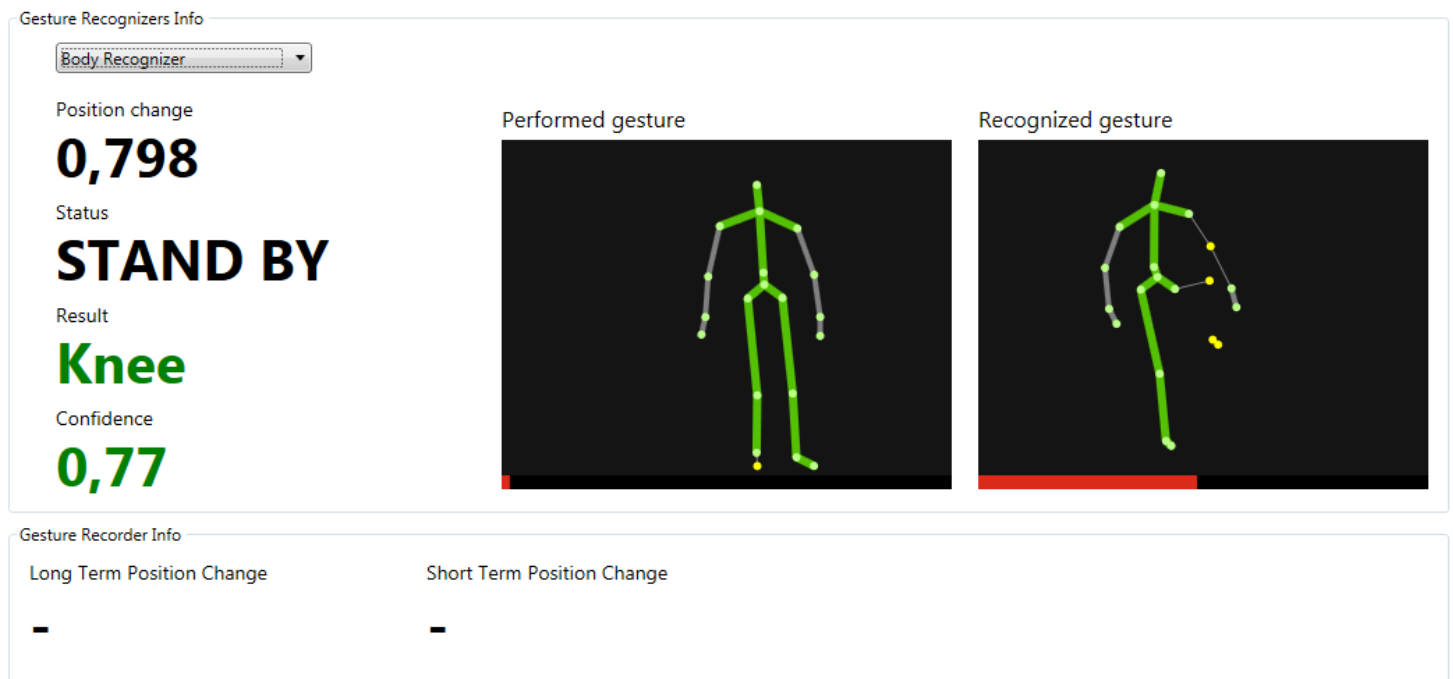 Gesture Recognizers Info
Body Recognizer
Position change
0,798
Status
STAND BY
Result
Knee
Confidence
0,77
Performed gesture
Recognized gesture
Gesture Recorder Info
Long Term Position Change
Short Term Position Change
-
-